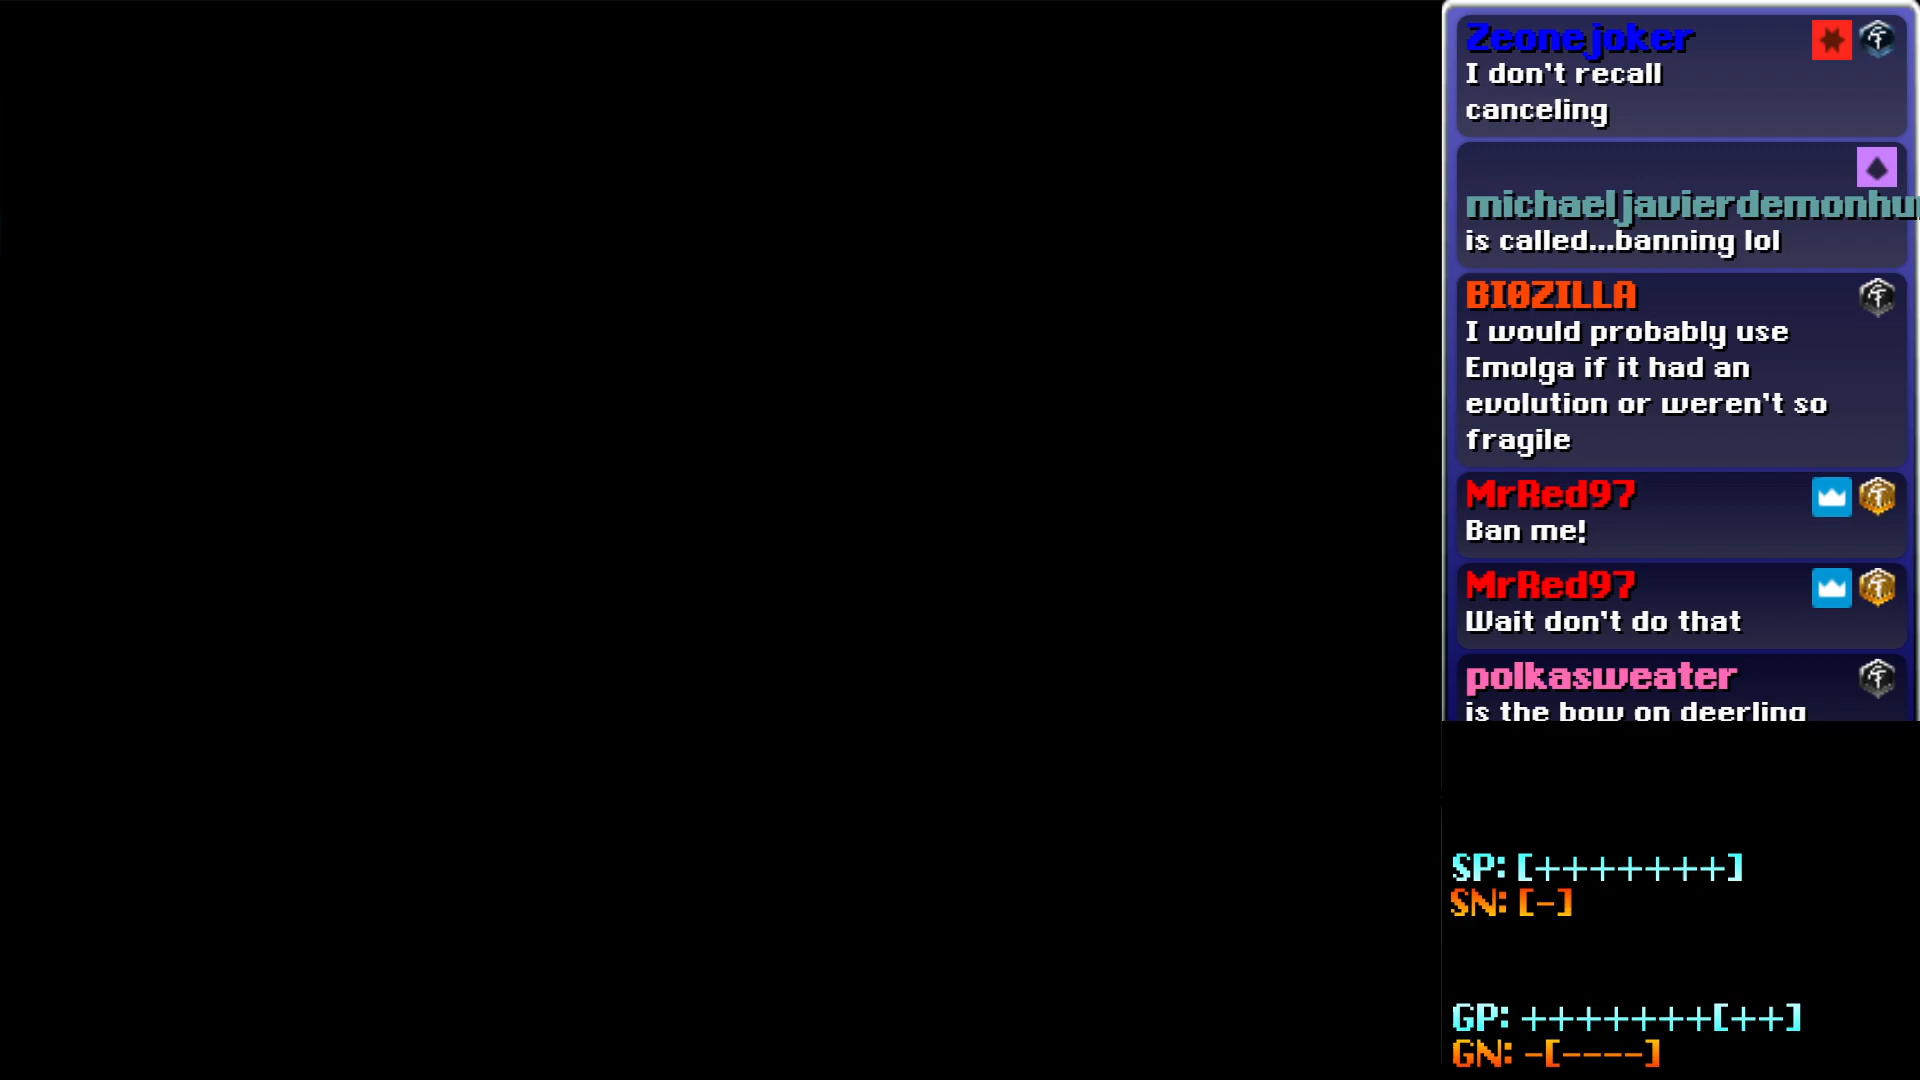 Zeonejoker
I don't recall
canceling
michaeljavierdemonhu
is called...banning lol
BI0ZILLA
I would probably use
Emolga if it had an
evolution or weren't so
fragile
MrRed97
Ban me!
MrRed97
Wait don't do that
polkasweater
is the bow on deerling
SP: [+++++++]
SN: [-]
GP: +++++++[++]
GN: -[----]